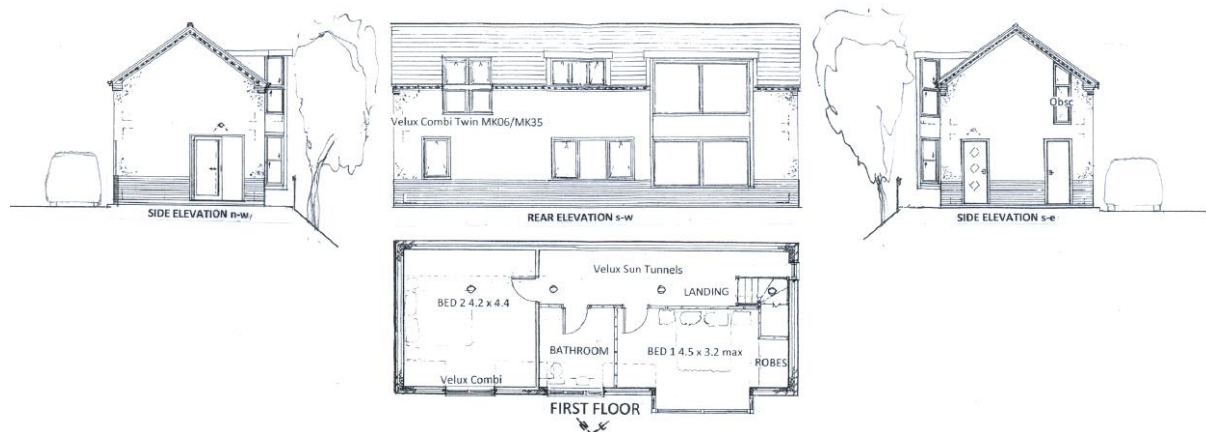 Velux Combi Twin MK06/MK35
Obsc
SIDE ELEVATION n-w
REAR ELEVATION s-w
SIDE ELEVATION s-e
Velux Sun Tunnels
LANDING
BED 2 4.2 x 4.4
BATHROOM
BED 1 4.5 x 3.2 max
ROBES
Velux Combi
FIRST FLOOR